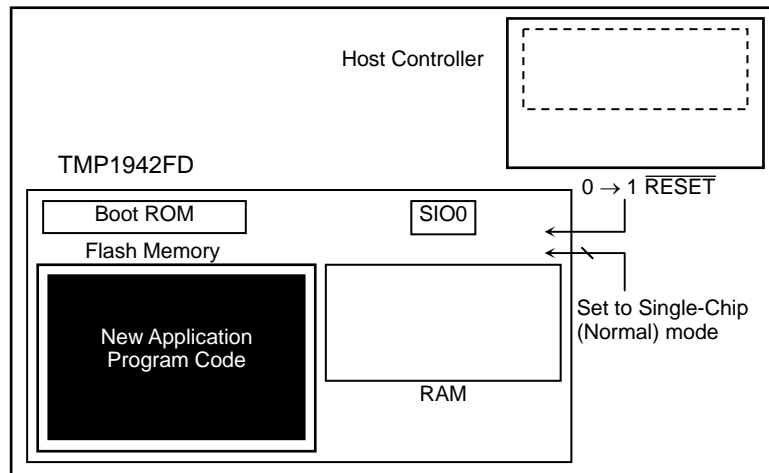 Host Controller
TMP1942FD
0 → 1 RESET
Boot ROM
SIO0
Flash Memory
New Application
Program Code
Set to Single-Chip
(Normal) mode
RAM